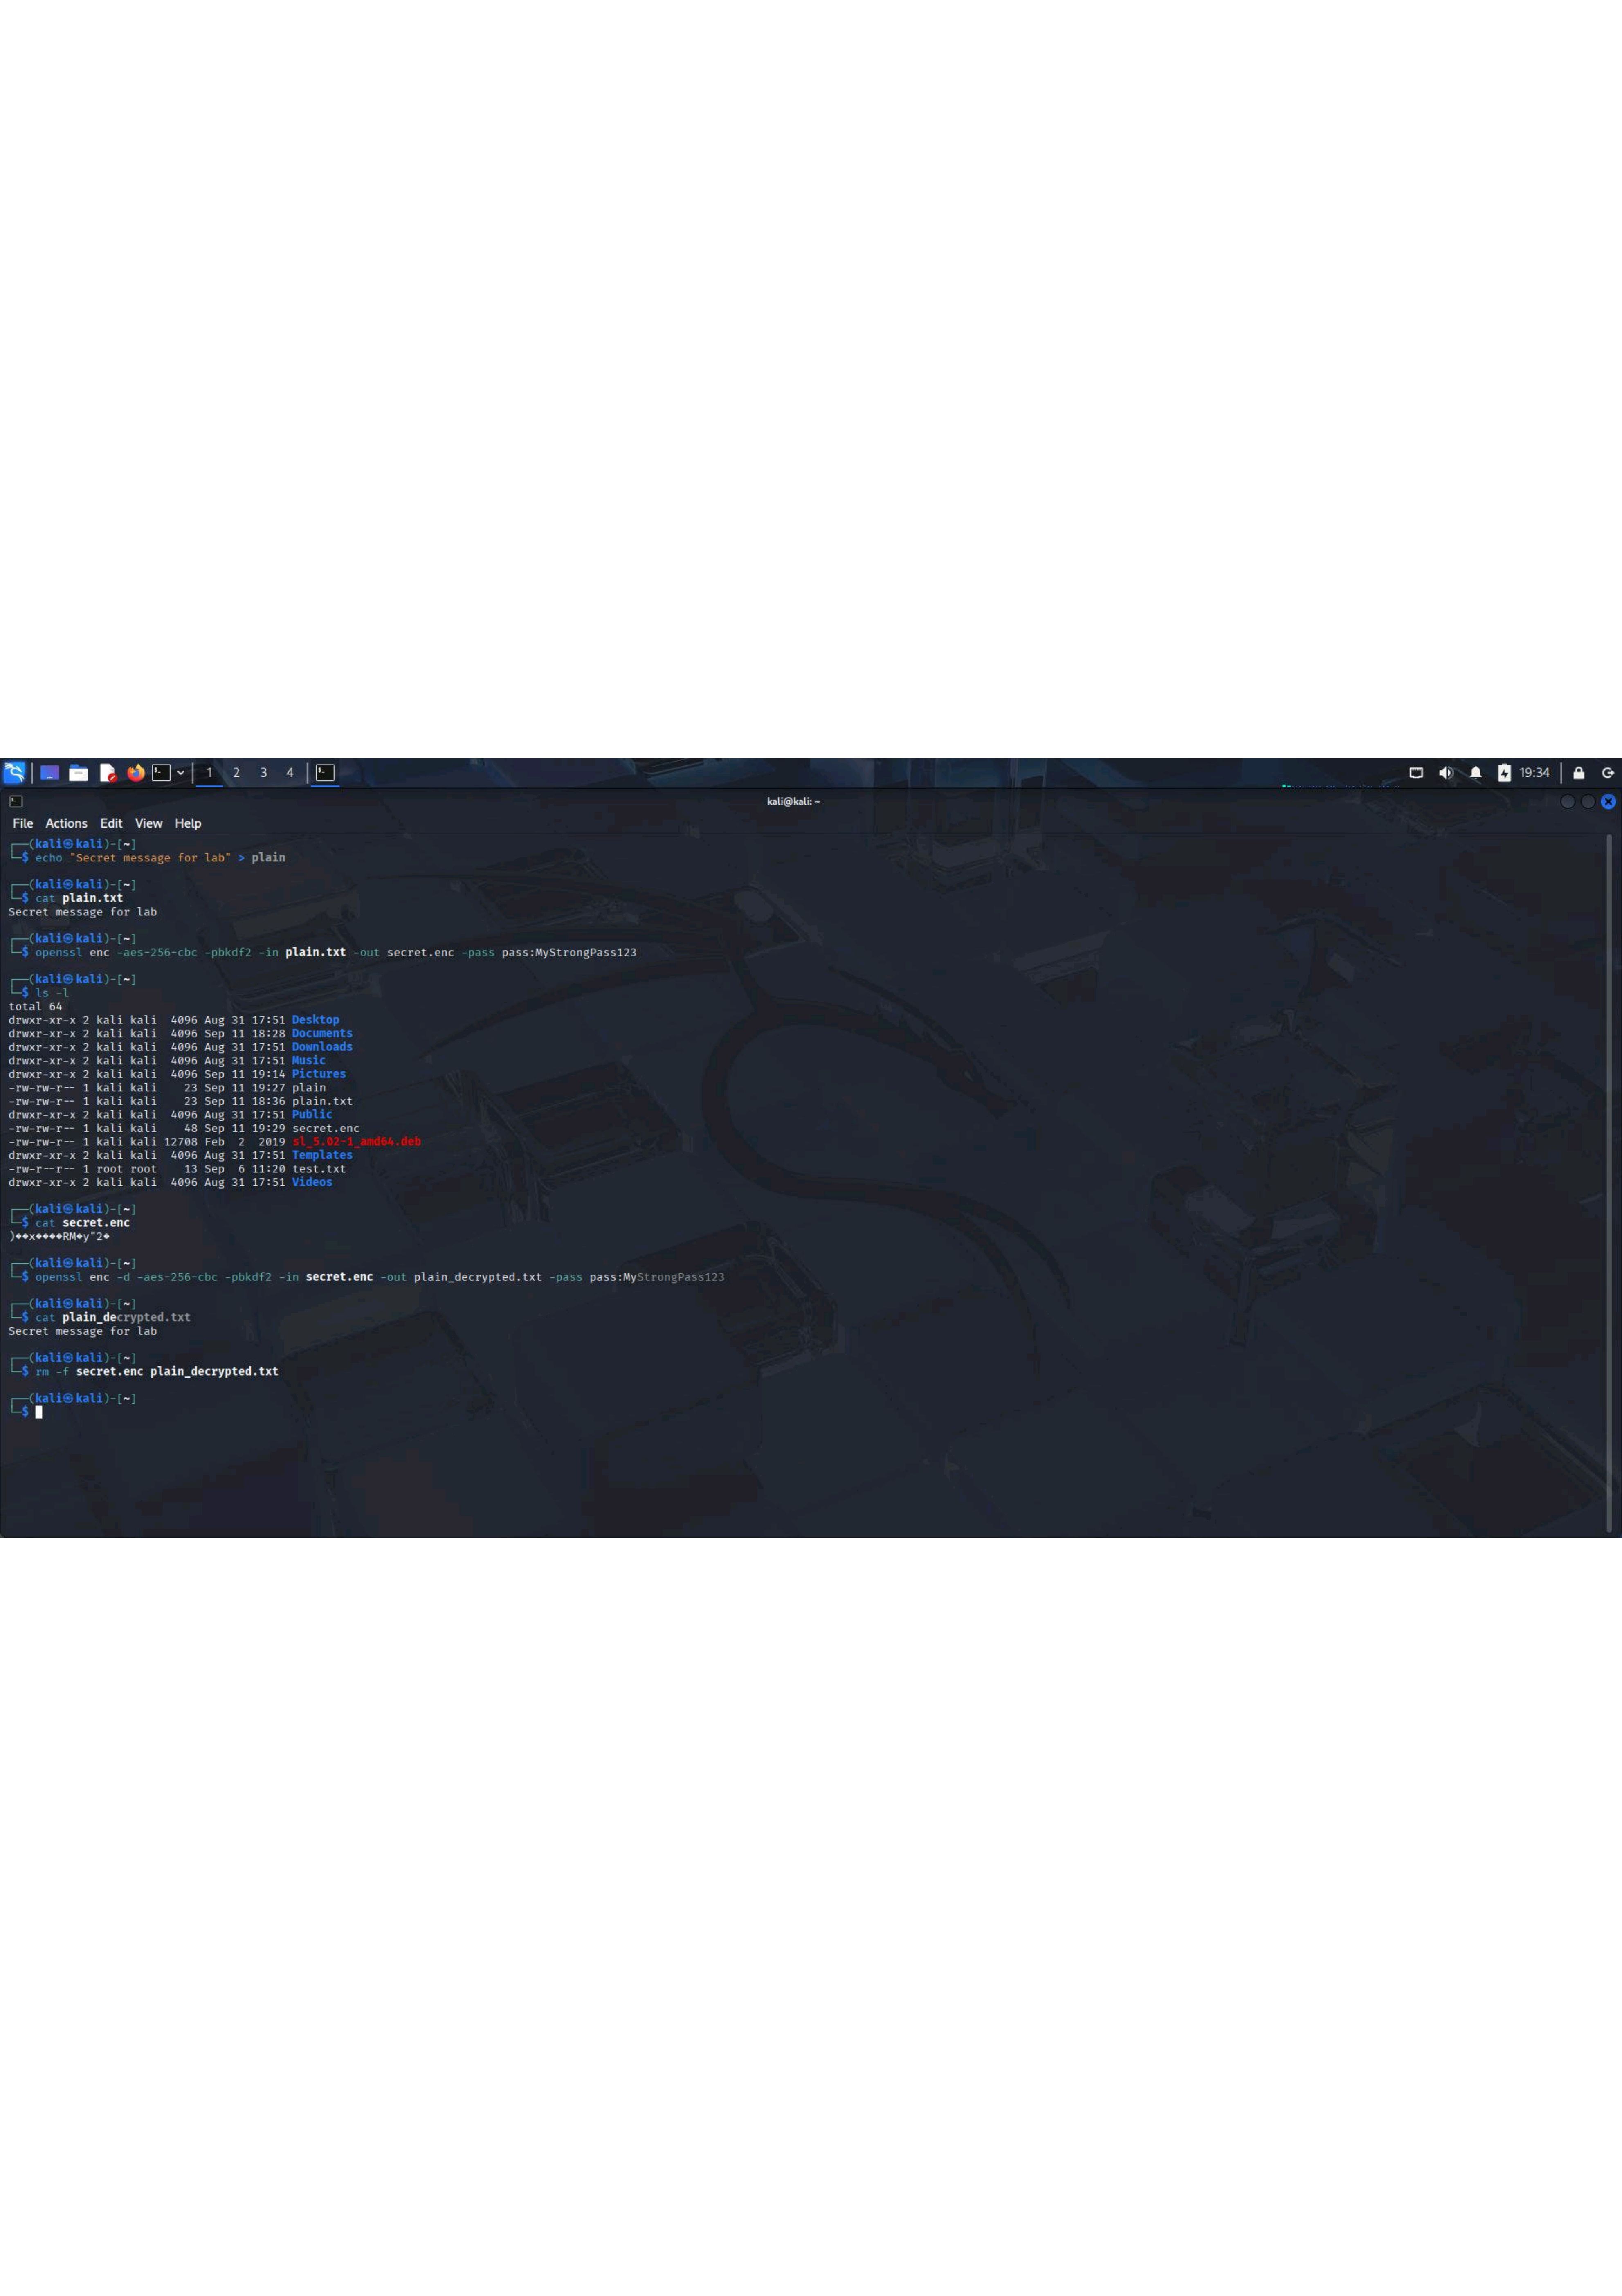 1 2 3 4 19:34
kali@kali: ~
File Actions Edit View Help
┌──(kali㉿kali)-[~]
└─$ echo "Secret message for lab" > plain
┌──(kali㉿kali)-[~]
└─$ cat plain.txt
Secret message for lab
┌──(kali㉿kali)-[~]
└─$ openssl enc -aes-256-cbc -pbkdf2 -in plain.txt -out secret.enc -pass pass:MyStrongPass123
┌──(kali㉿kali)-[~]
└─$ ls -l
total 64
drwxr-xr-x 2 kali kali 4096 Aug 31 17:51 Desktop
drwxr-xr-x 2 kali kali 4096 Sep 11 18:28 Documents
drwxr-xr-x 2 kali kali 4096 Aug 31 17:51 Downloads
drwxr-xr-x 2 kali kali 4096 Aug 31 17:51 Music
drwxr-xr-x 2 kali kali 4096 Sep 11 19:14 Pictures
-rw-rw-r-- 1 kali kali 23 Sep 11 19:27 plain
-rw-rw-r-- 1 kali kali 23 Sep 11 18:36 plain.txt
drwxr-xr-x 2 kali kali 4096 Aug 31 17:51 Public
-rw-rw-r-- 1 kali kali 48 Sep 11 19:29 secret.enc
-rw-rw-r-- 1 kali kali 12708 Feb 2 2019 sl_5.02-1_amd64.deb
drwxr-xr-x 2 kali kali 4096 Aug 31 17:51 Templates
-rw-r--r-- 1 root root 13 Sep 6 11:20 test.txt
drwxr-xr-x 2 kali kali 4096 Aug 31 17:51 Videos
┌──(kali㉿kali)-[~]
└─$ cat secret.enc
)��x����RM�y"2�
┌──(kali㉿kali)-[~]
└─$ openssl enc -d -aes-256-cbc -pbkdf2 -in secret.enc -out plain_decrypted.txt -pass pass:MyStrongPass123
┌──(kali㉿kali)-[~]
└─$ cat plain_decrypted.txt
Secret message for lab
┌──(kali㉿kali)-[~]
└─$ rm -f secret.enc plain_decrypted.txt
┌──(kali㉿kali)-[~]
└─$